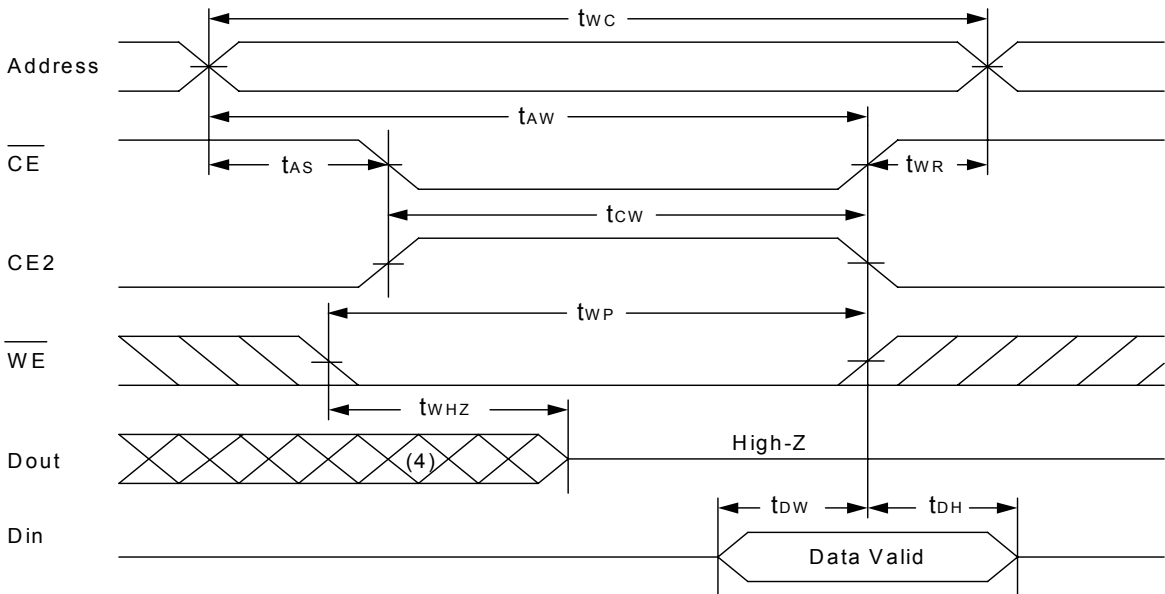 tWC
Address
tAW
CE
tAS
tWR
tCW
CE2
tWP
WE
tWHZ
Dout
(4)
High-Z
tDW
tDH
Din
Data Valid